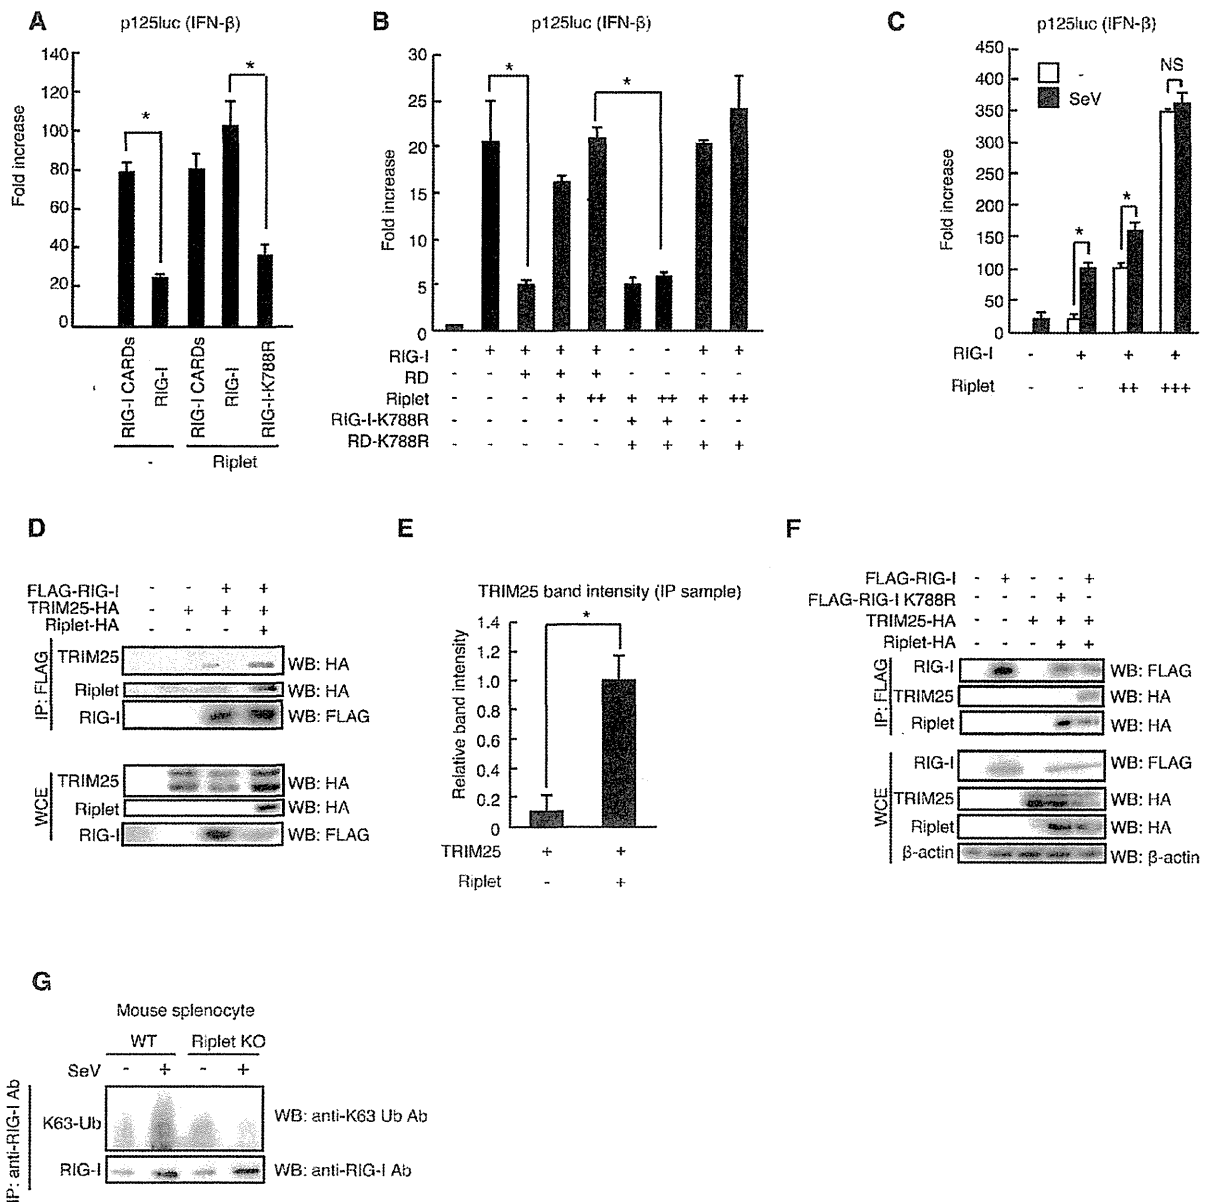 A
p125luc (IFN-β)
Fold increase
140
120
100
80
60
40
20
0
*
*
RIG-I CARDs
RIG-I
RIG-I CARDs
RIG-I
RIG-I-K788R
-
Riplet
B
p125luc (IFN-β)
Fold increase
30
25
20
15
10
5
0
*
*
RIG-I - + + + + - - + +
RD - - + + + - - - -
Riplet - - - + ++ + ++ + ++
RIG-I-K788R - - - - - + + - -
RD-K788R - - - - - + + + +
C
p125luc (IFN-β)
Fold increase
450
400
350
300
250
200
150
100
50
0
-
SeV
*
*
NS
RIG-I - + + +
Riplet - - ++ +++
D
FLAG-RIG-I - - + +
TRIM25-HA - + + +
Riplet-HA - - - +
IP: FLAG
TRIM25 WB: HA
Riplet WB: HA
RIG-I WB: FLAG
WCE
TRIM25 WB: HA
Riplet WB: HA
RIG-I WB: FLAG
E
TRIM25 band intensity (IP sample)
Relative band intensity
1.4
1.2
1.0
0.8
0.6
0.4
0.2
0
*
TRIM25 + +
Riplet - +
F
FLAG-RIG-I - + - - +
FLAG-RIG-I K788R - - - + -
TRIM25-HA - - + + +
Riplet-HA - - - + +
IP: FLAG
RIG-I WB: FLAG
TRIM25 WB: HA
Riplet WB: HA
WCE
RIG-I WB: FLAG
TRIM25 WB: HA
Riplet WB: HA
β-actin WB: β-actin
G
Mouse splenocyte
WT Riplet KO
SeV - + - +
IP: anti-RIG-I Ab
K63-Ub WB: anti-K63 Ub Ab
RIG-I WB: anti-RIG-I Ab